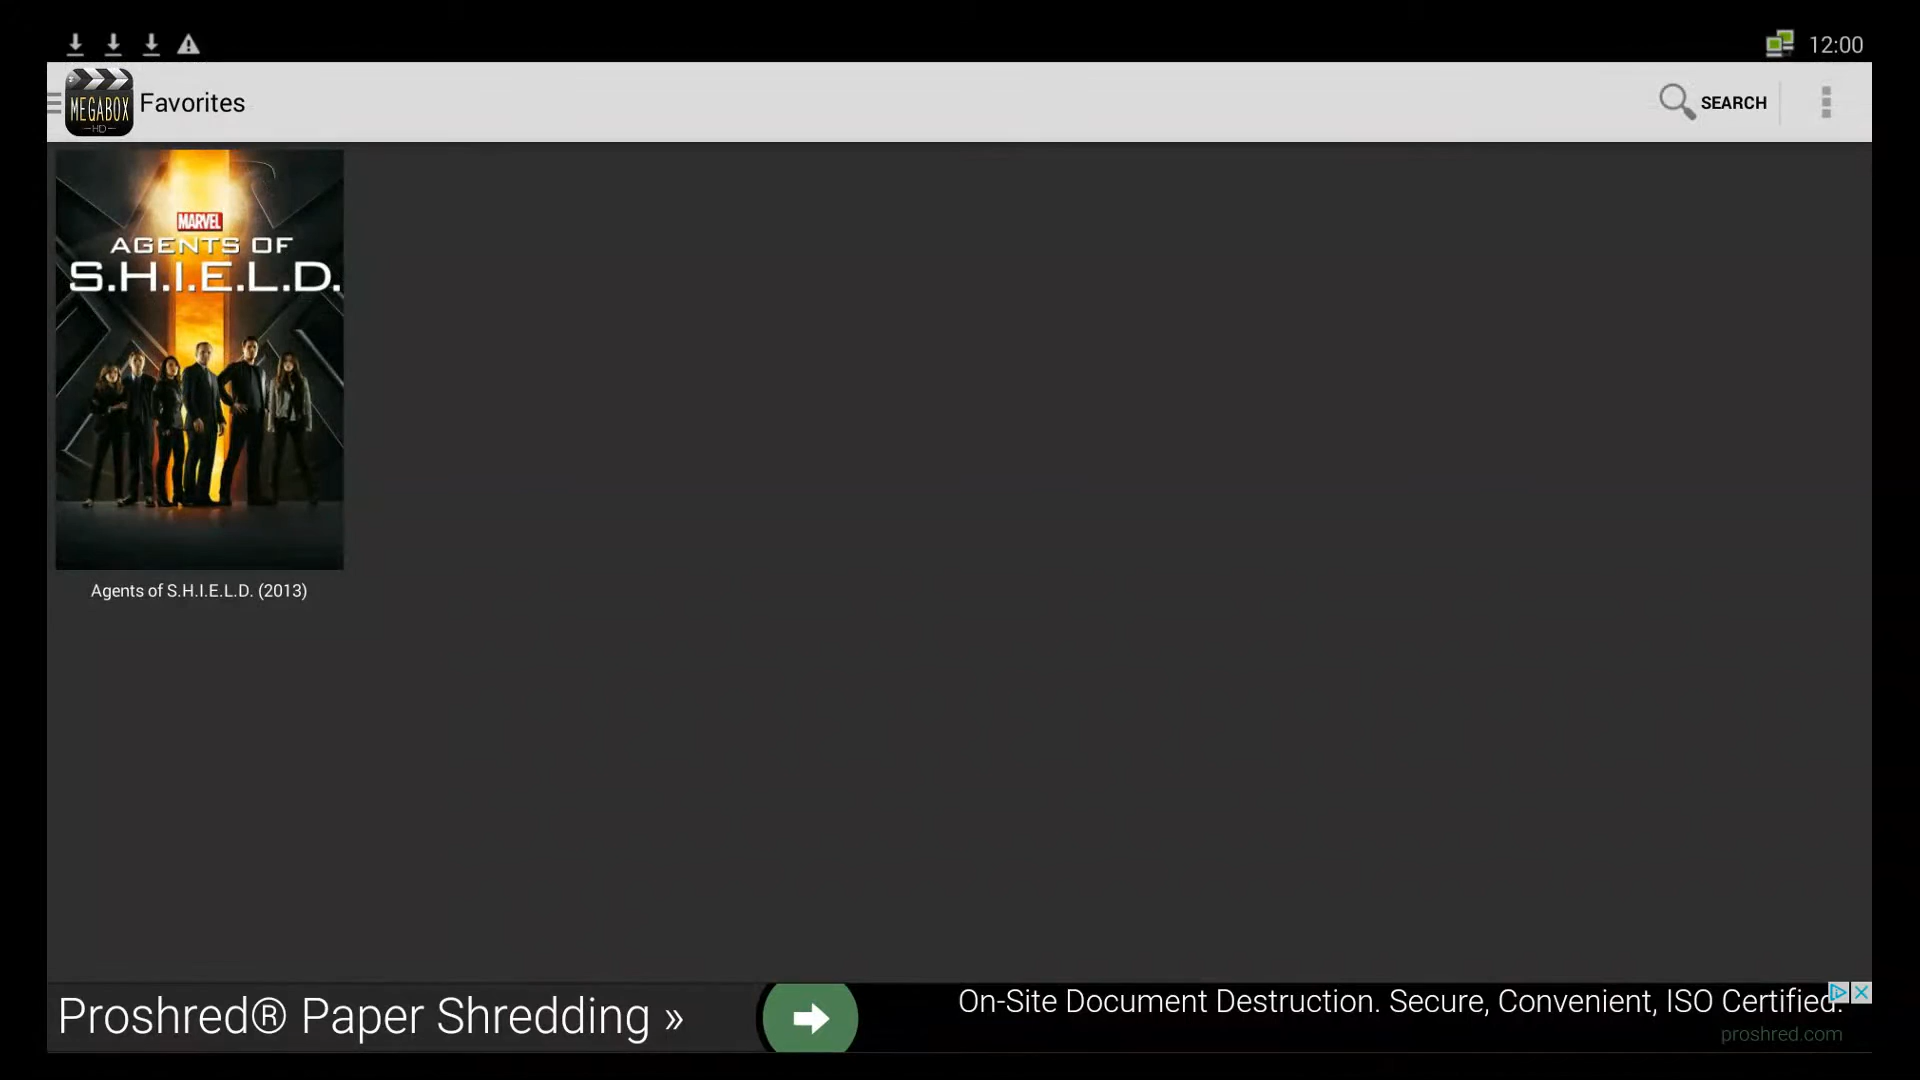 12:00
MEGABOX
HD
Favorites
SEARCH
MARVEL
AGENTS OF
S.H.I.E.L.D.
Agents of S.H.I.E.L.D. (2013)
Proshred® Paper Shredding »
On-Site Document Destruction. Secure, Convenient, ISO Certified.
proshred.com